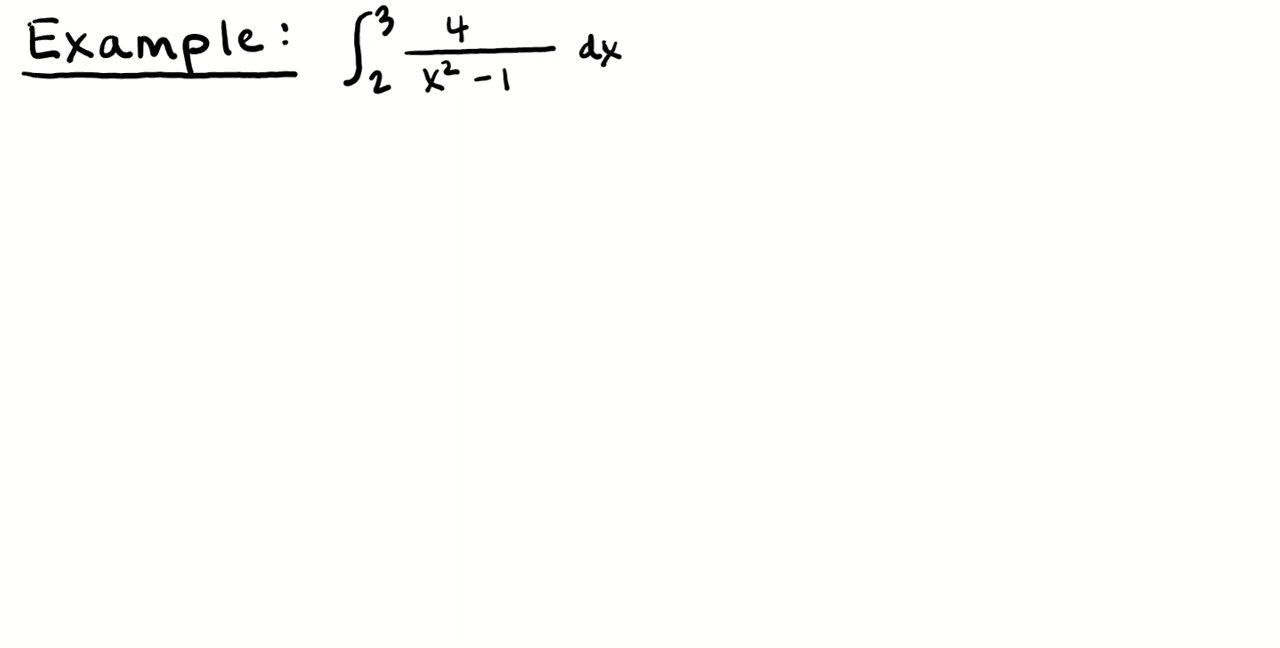 Example: ∫₂³ 4/(x² - 1) dx